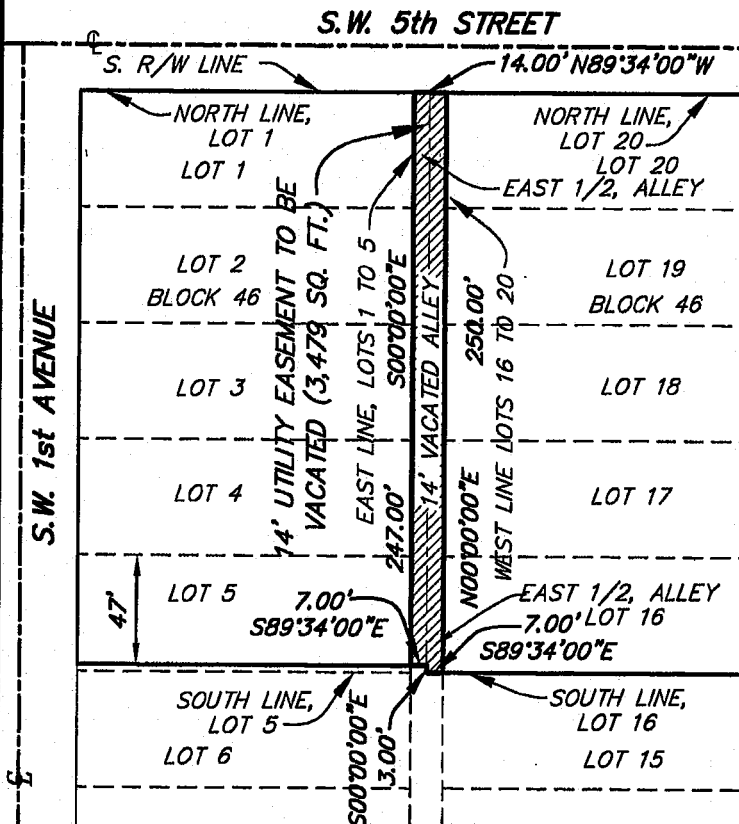 S.W. 5th STREET
℄
S. R/W LINE
14.00' N89°34'00"W
NORTH LINE,
LOT 1
LOT 1
NORTH LINE,
LOT 20
LOT 20
EAST 1/2, ALLEY
LOT 2
BLOCK 46
LOT 19
BLOCK 46
14' UTILITY EASEMENT TO BE
VACATED (3,479 SQ. FT.)
EAST LINE, LOTS 1 TO 5
S00°00'00"E
247.00'
14' VACATED ALLEY
250.00'
N00°00'00"E
WEST LINE LOTS 16 TO 20
S.W. 1st AVENUE
LOT 3
LOT 18
LOT 4
LOT 17
LOT 5
47'
7.00'
S89°34'00"E
EAST 1/2, ALLEY
LOT 16
7.00'
S89°34'00"E
SOUTH LINE,
LOT 5
LOT 6
S00°00'00"E
3.00'
SOUTH LINE,
LOT 16
LOT 15
℄